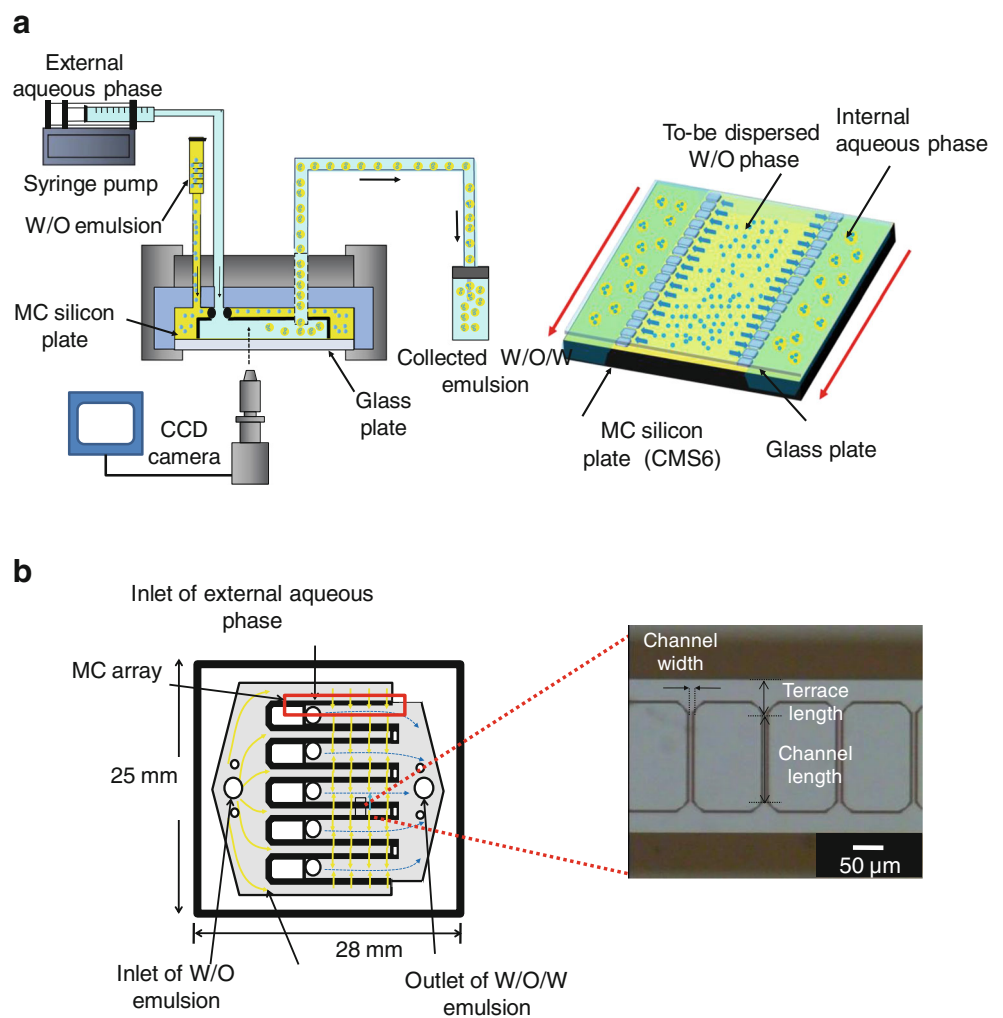 a
External
aqueous phase
Syringe pump
W/O emulsion
MC silicon
plate
CCD
camera
Glass
plate
Collected W/O/W
emulsion
To-be dispersed
W/O phase
Internal
aqueous phase
MC silicon
plate (CMS6)
Glass plate
b
Inlet of external aqueous
phase
MC array
25 mm
28 mm
Inlet of W/O
emulsion
Outlet of W/O/W
emulsion
Channel
width
Terrace
length
Channel
length
50 µm